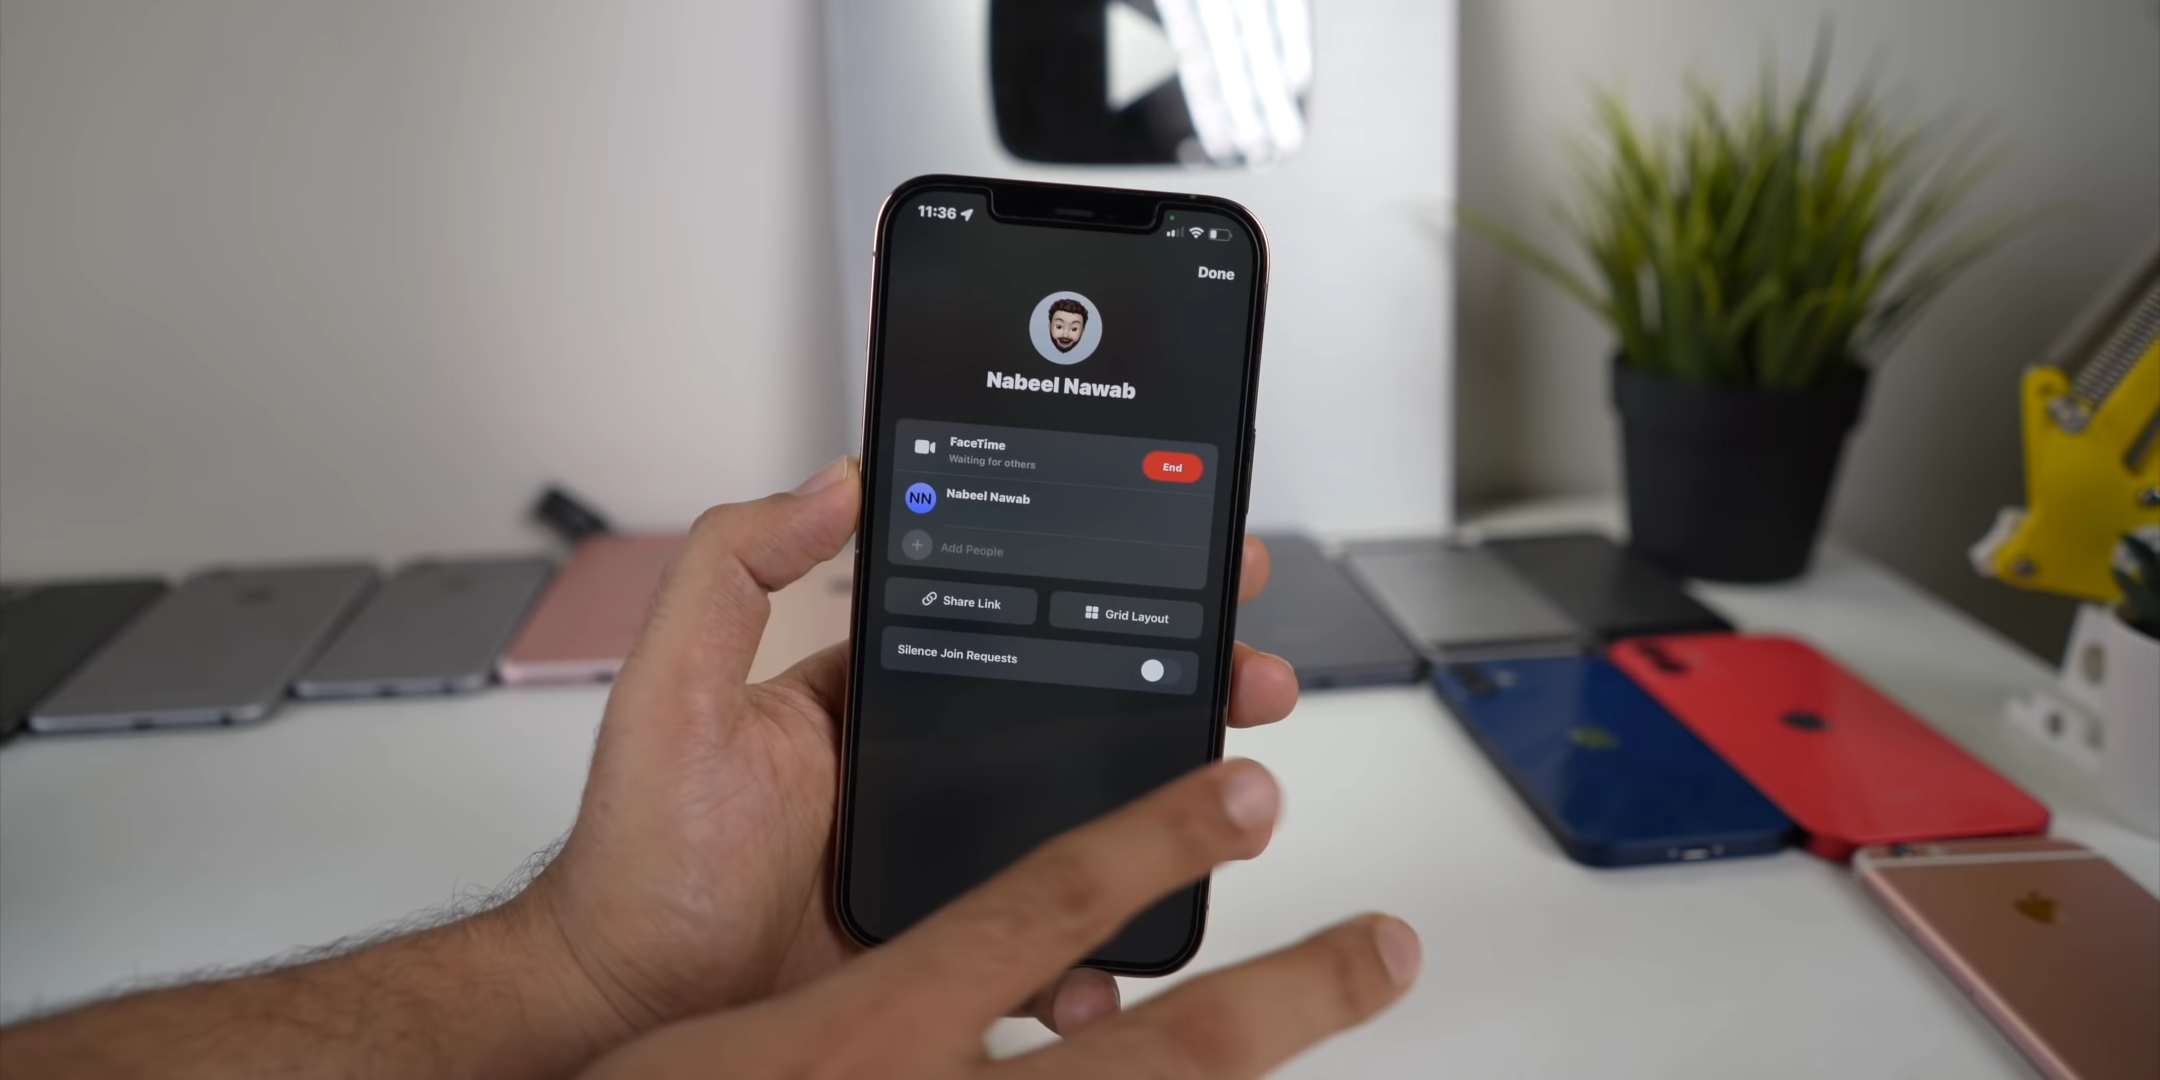 11:36
Done
Nabeel Nawab
FaceTime
Waiting for others
End
NN
Nabeel Nawab
Add People
Share Link
Grid Layout
Silence Join Requests